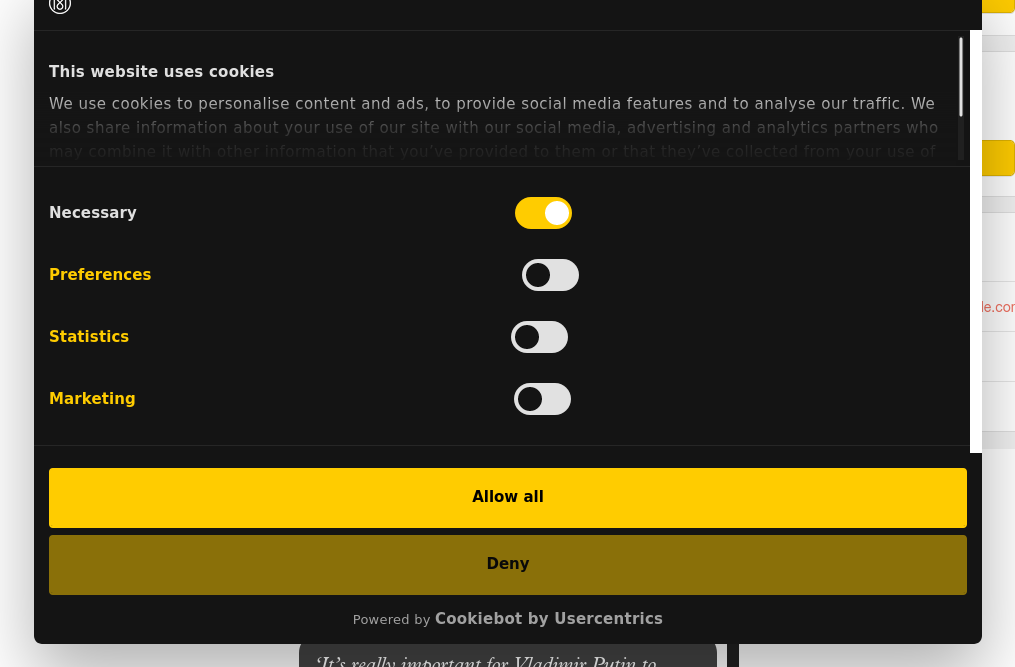 This website uses cookies
We use cookies to personalise content and ads, to provide social media features and to analyse our traffic. We
also share information about your use of our site with our social media, advertising and analytics partners who
may combine it with other information that you've provided to them or that they've collected from your use of
Necessary
Preferences
Statistics
le.com
Marketing
Allow all
Deny
Powered by Cookiebot by Usercentrics
‘It’s really important for Vladimir Putin to